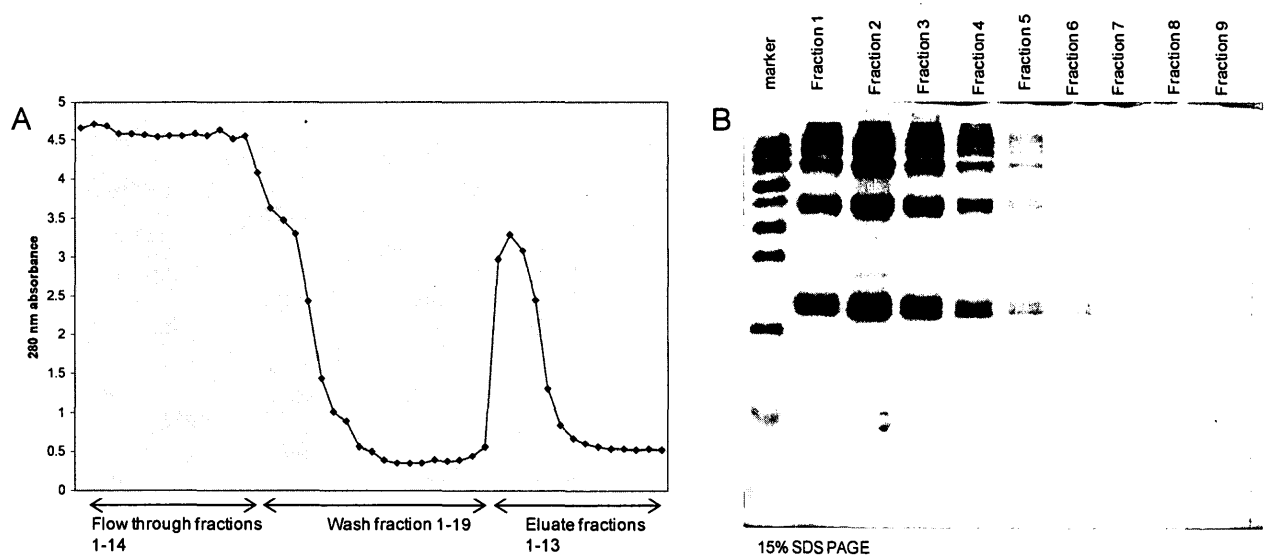 A
5
4.5
4
3.5
3
2.5
2
1.5
1
0.5
0
280 nm absorbance
Flow through fractions
1-14
Wash fraction 1-19
Eluate fractions
1-13
B
marker
Fraction 1
Fraction 2
Fraction 3
Fraction 4
Fraction 5
Fraction 6
Fraction 7
Fraction 8
Fraction 9
15% SDS PAGE